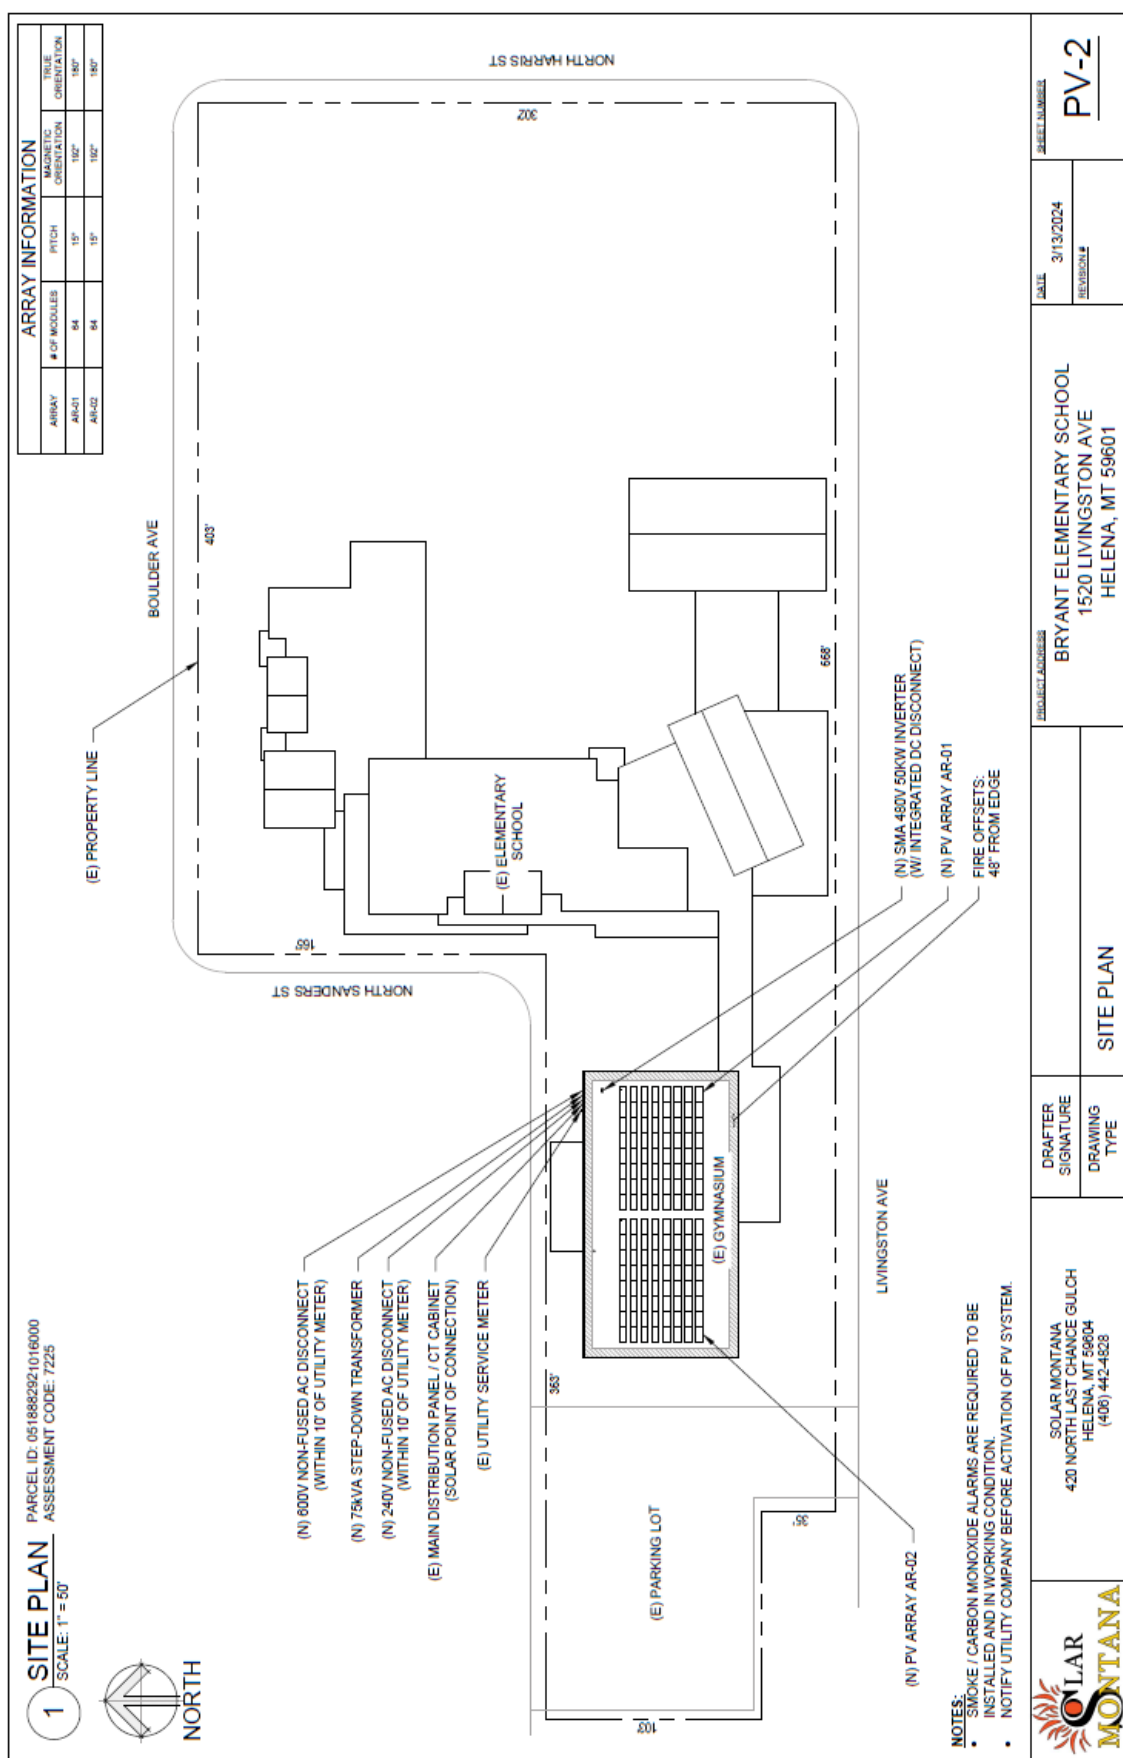 1
SITE PLAN
SCALE: 1" = 50'
PARCEL ID: 0518882921016000
ASSESSMENT CODE: 7225
NORTH
ARRAY INFORMATION
ARRAY # OF MODULES PITCH MAGNETIC ORIENTATION TRUE ORIENTATION
AR-01 64 15° 192° 180°
AR-02 64 15° 192° 180°
(E) PROPERTY LINE
BOULDER AVE
403'
NORTH HARRIS ST
302'
NORTH SANDERS ST
165'
(E) ELEMENTARY
SCHOOL
668'
(N) 600V NON-FUSED AC DISCONNECT
(WITHIN 10' OF UTILITY METER)
(N) 75kVA STEP-DOWN TRANSFORMER
(N) 240V NON-FUSED AC DISCONNECT
(WITHIN 10' OF UTILITY METER)
(E) MAIN DISTRIBUTION PANEL / CT CABINET
(SOLAR POINT OF CONNECTION)
(E) UTILITY SERVICE METER
363'
(E) GYMNASIUM
(E) PARKING LOT
103'
(N) PV ARRAY AR-02
LIVINGSTON AVE
(N) SMA 480V 50KW INVERTER
(W/ INTEGRATED DC DISCONNECT)
(N) PV ARRAY AR-01
FIRE OFFSETS:
48" FROM EDGE
NOTES:
• SMOKE / CARBON MONOXIDE ALARMS ARE REQUIRED TO BE
INSTALLED AND IN WORKING CONDITION.
• NOTIFY UTILITY COMPANY BEFORE ACTIVATION OF PV SYSTEM.
SOLAR
MONTANA
SOLAR MONTANA
420 NORTH LAST CHANCE GULCH
HELENA, MT 59604
(406) 442-4828
DRAFTER
SIGNATURE
DRAWING
TYPE
SITE PLAN
PROJECT ADDRESS
BRYANT ELEMENTARY SCHOOL
1520 LIVINGSTON AVE
HELENA, MT 59601
DATE
3/13/2024
REVISION #
SHEET NUMBER
PV-2